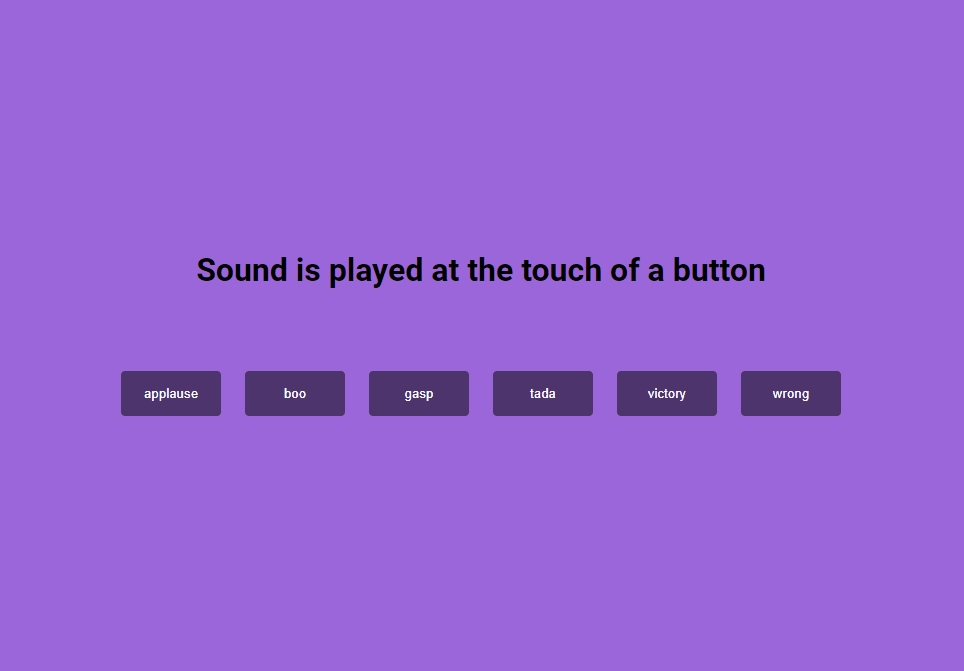 Sound is played at the touch of a button
applause boo gasp tada victory wrong